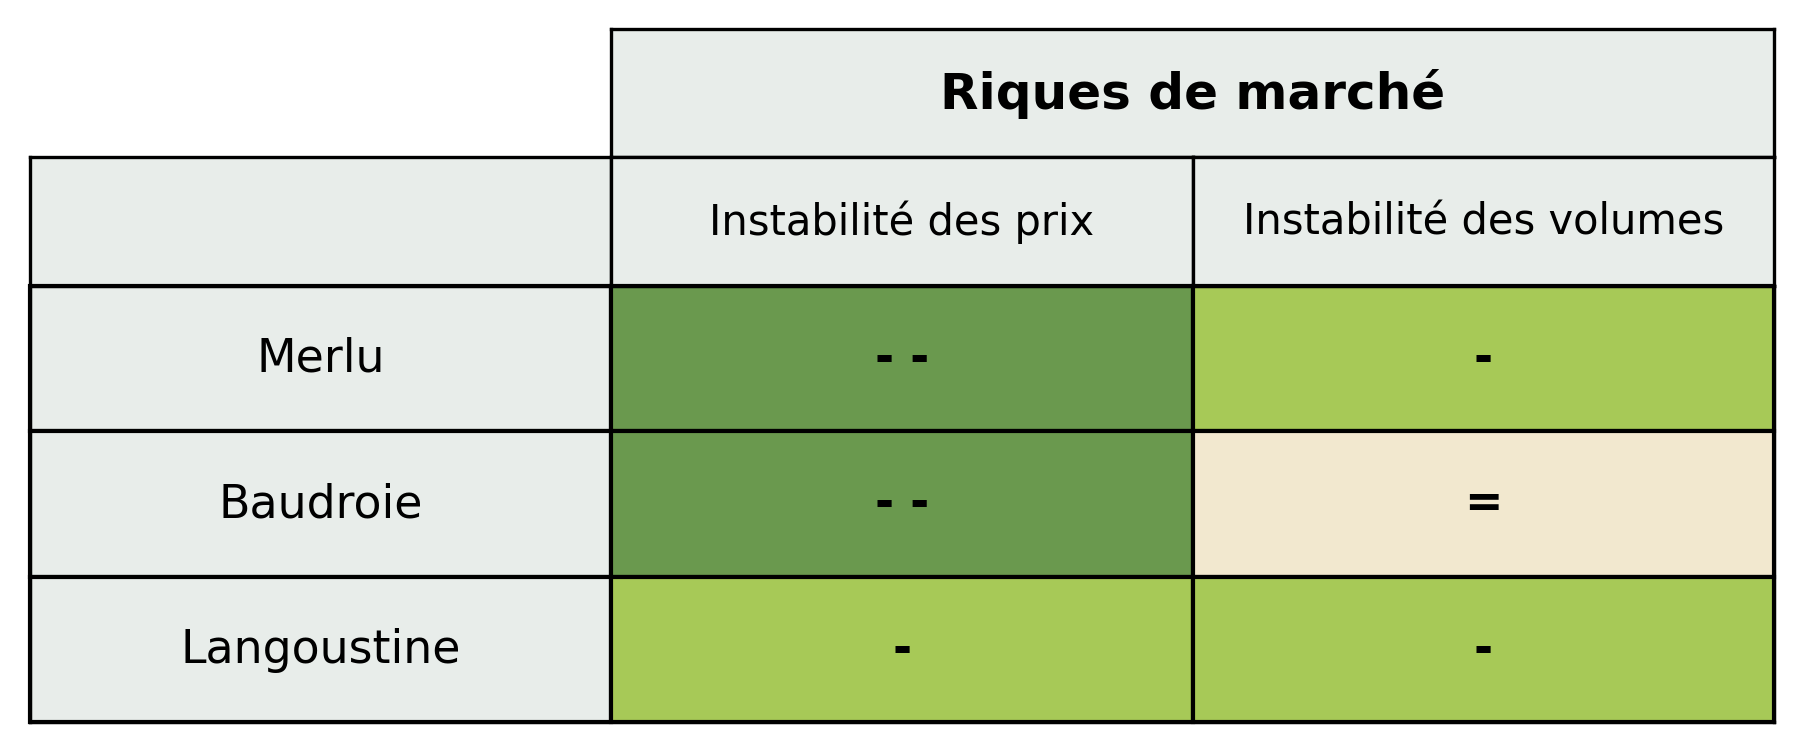 Riques de marché
Instabilité des prix Instabilité des volumes
Merlu - - -
Baudroie - - =
Langoustine - -